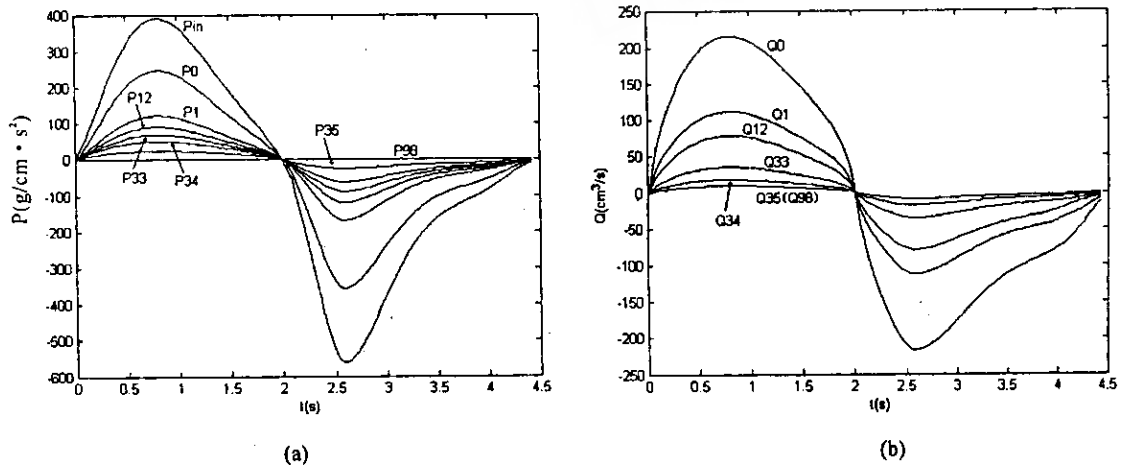 P(g/cm·s²)
400
300
200
100
0
-100
-200
-300
-400
-500
-600
Pin
P0
P12
P1
P33
P34
P35
P98
0
0.5
1
1.5
2
2.5
3
3.5
4
4.5
t(s)
(a)
Q(cm³/s)
250
200
150
100
50
0
-50
-100
-150
-200
-250
Q0
Q1
Q12
Q33
Q34
Q35(Q98)
0
0.5
1
1.5
2
2.5
3
3.5
4
4.5
t(s)
(b)